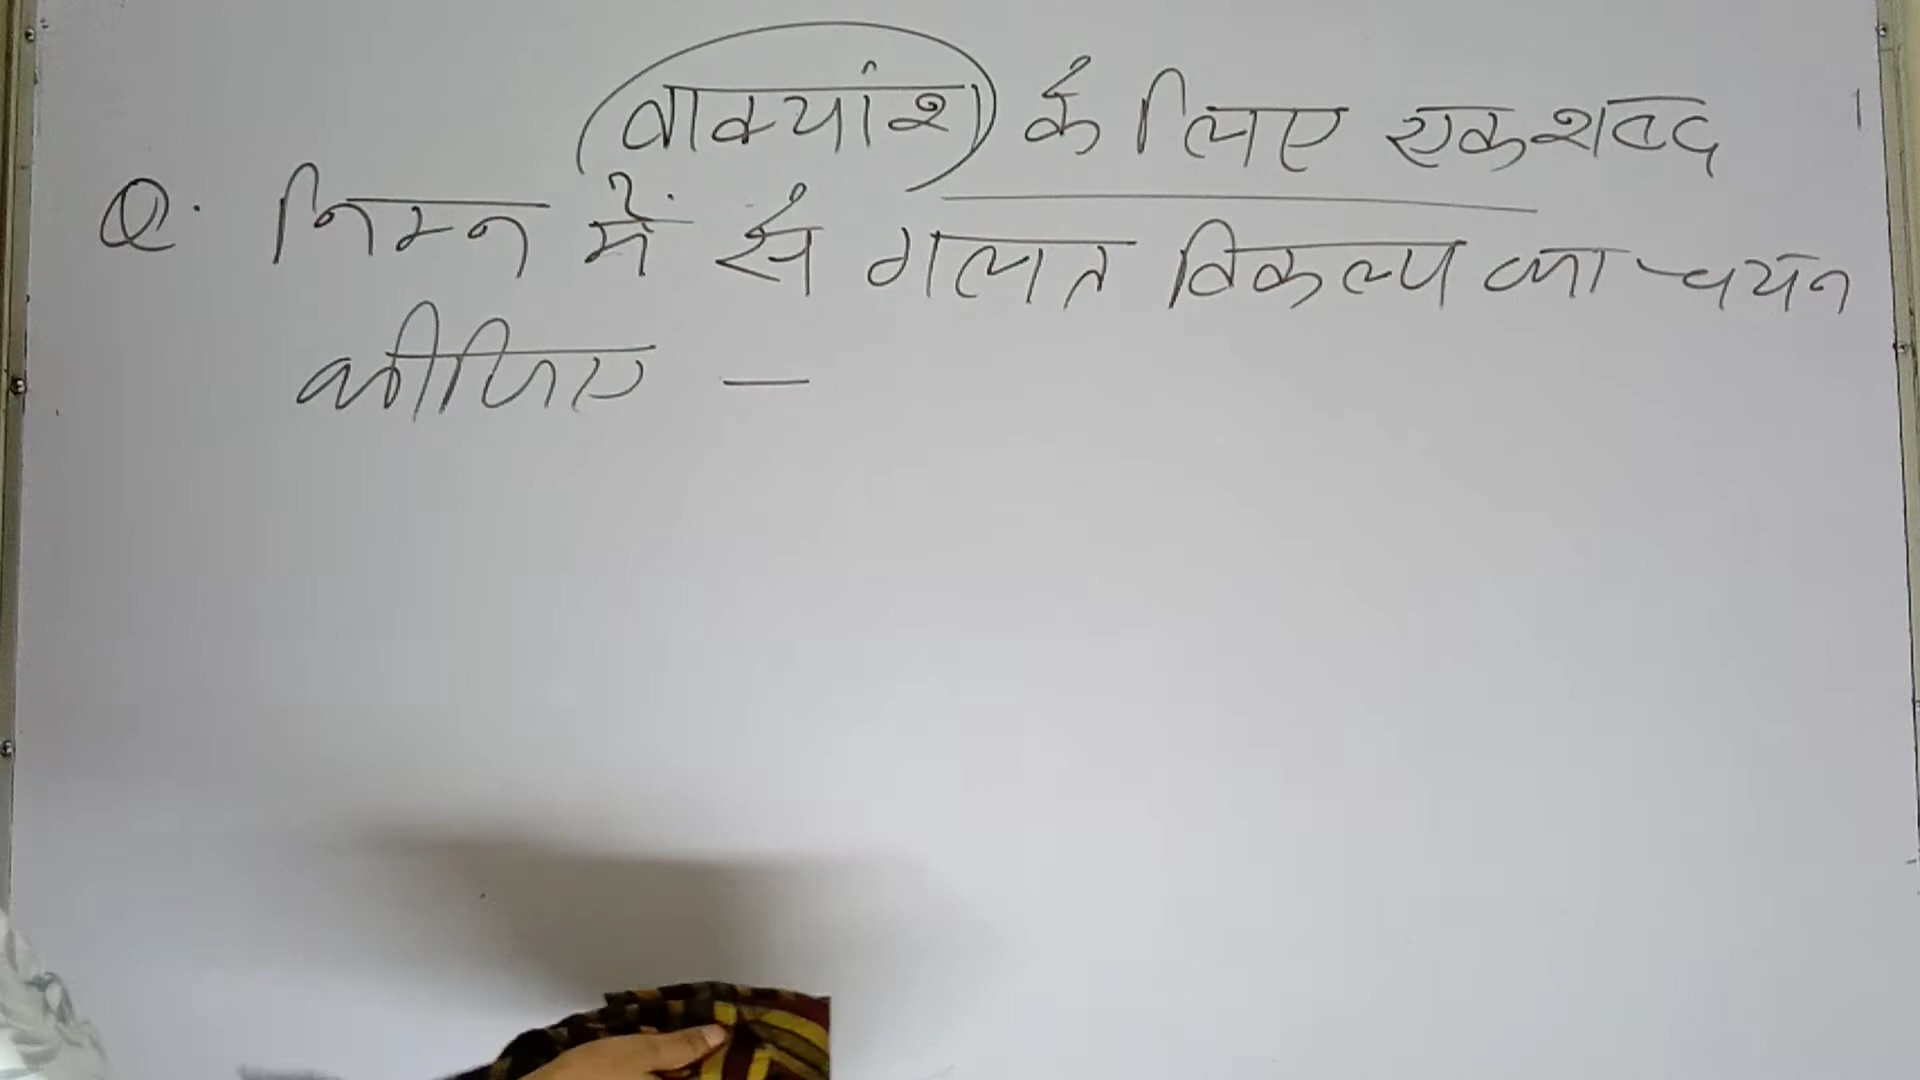 वाक्यांश के लिए एक शब्द
Q. निम्न में से गलत विकल्प का चयन
कीजिए —